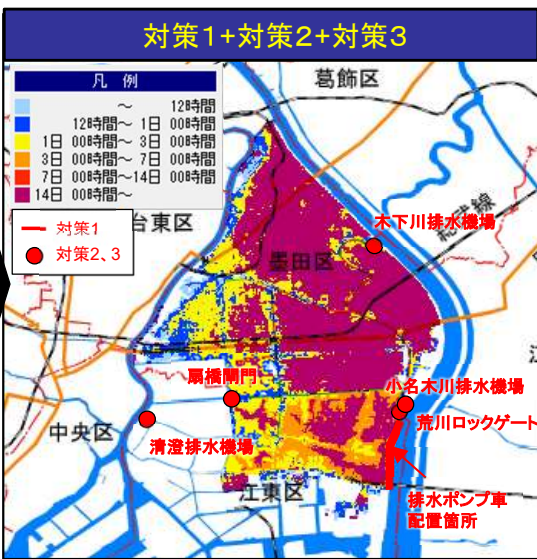 対策1+対策2+対策3
凡 例
～ 12時間
12時間～ 1日 00時間
1日 00時間～ 3日 00時間
3日 00時間～ 7日 00時間
7日 00時間～14日 00時間
14日 00時間～
対策1
対策2、3
葛飾区
台東区
総武線
木下川排水機場
墨田区
扇橋閘門
小名木川排水機場
荒川ロックゲート
中央区
清澄排水機場
江東区
排水ポンプ車
配置箇所